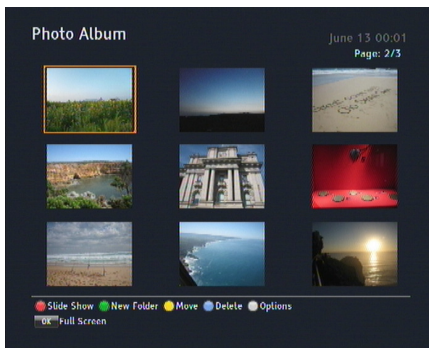 Photo Album
June 13 00:01
Page: 2/3
Slide Show New Folder Move Delete Options
OK Full Screen